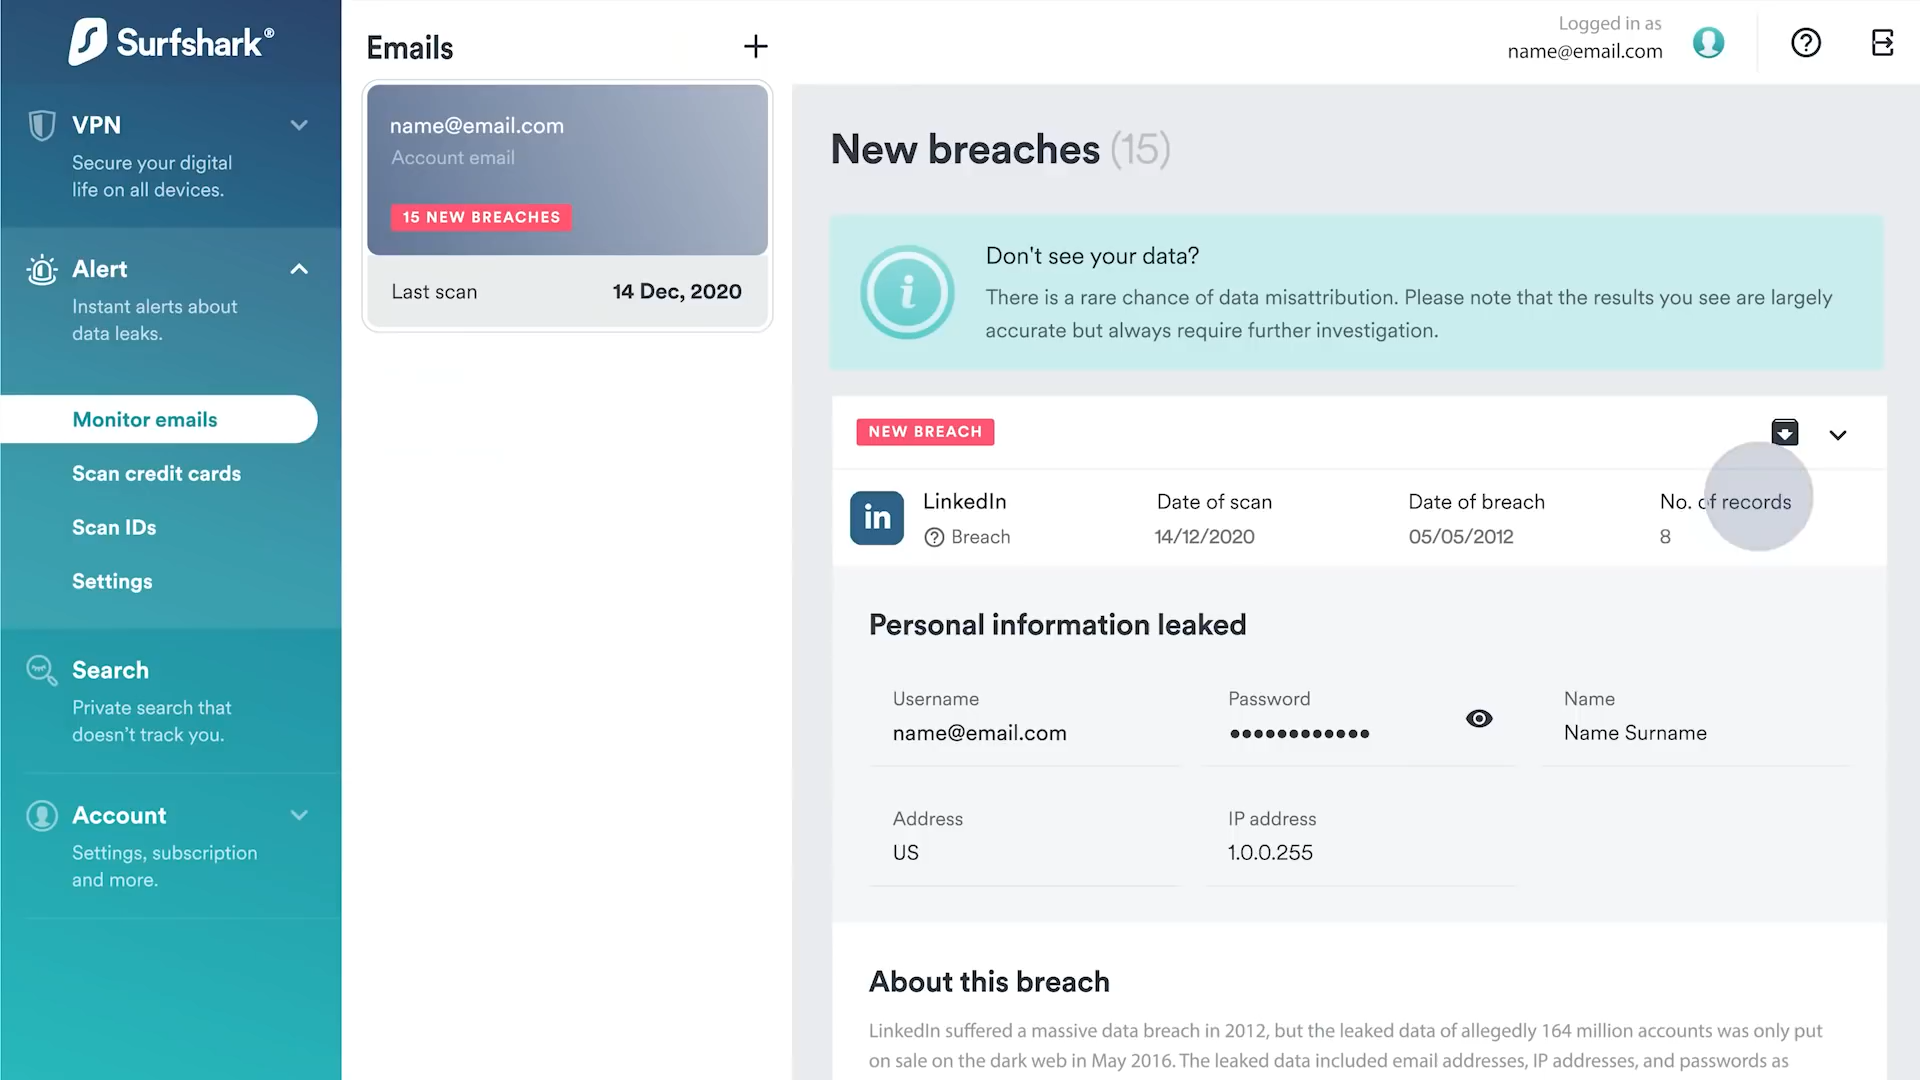 Surfshark®
VPN
Secure your digital
life on all devices.
Alert
Instant alerts about
data leaks.
Monitor emails
Scan credit cards
Scan IDs
Settings
Search
Private search that
doesn't track you.
Account
Settings, subscription
and more.
Emails
name@email.com
Account email
15 NEW BREACHES
Last scan 14 Dec, 2020
Logged in as
name@email.com
New breaches (15)
Don't see your data?
There is a rare chance of data misattribution. Please note that the results you see are largely
accurate but always require further investigation.
NEW BREACH
in
LinkedIn Date of scan Date of breach No. of records
Breach 14/12/2020 05/05/2012 8
Personal information leaked
Username Password Name
name@email.com •••••••••••• Name Surname
Address IP address
US 1.0.0.255
About this breach
LinkedIn suffered a massive data breach in 2012, but the leaked data of allegedly 164 million accounts was only put
on sale on the dark web in May 2016. The leaked data included email addresses, IP addresses, and passwords as